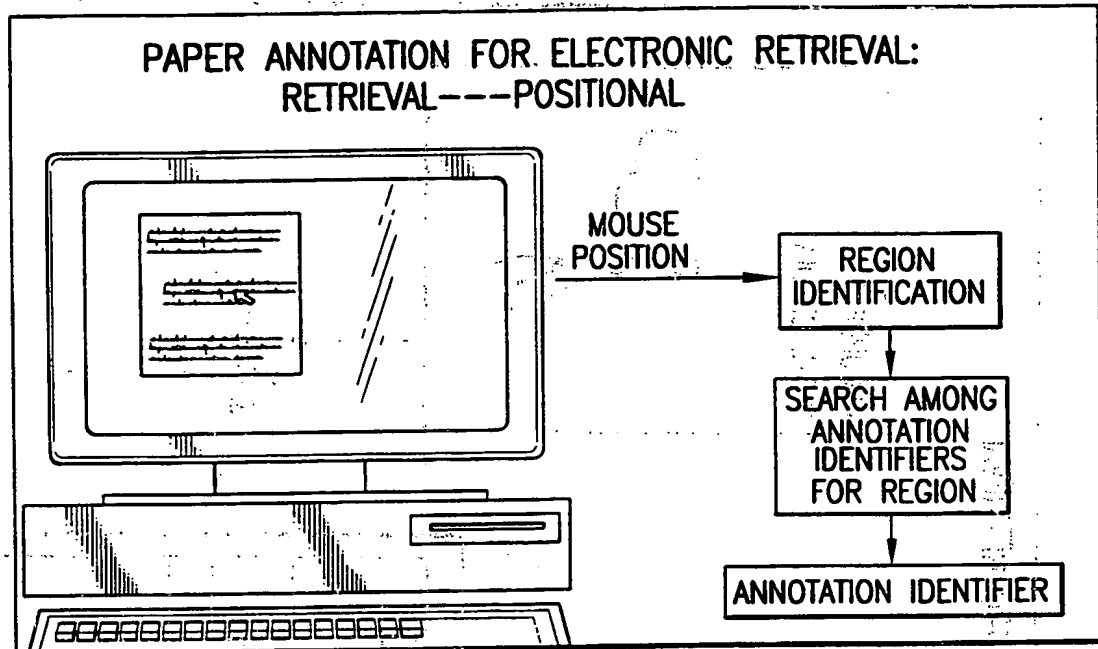 PAPER ANNOTATION FOR ELECTRONIC RETRIEVAL:
RETRIEVAL---POSITIONAL
MOUSE
POSITION
REGION
IDENTIFICATION
SEARCH AMONG
ANNOTATION
IDENTIFIERS
FOR REGION
ANNOTATION IDENTIFIER